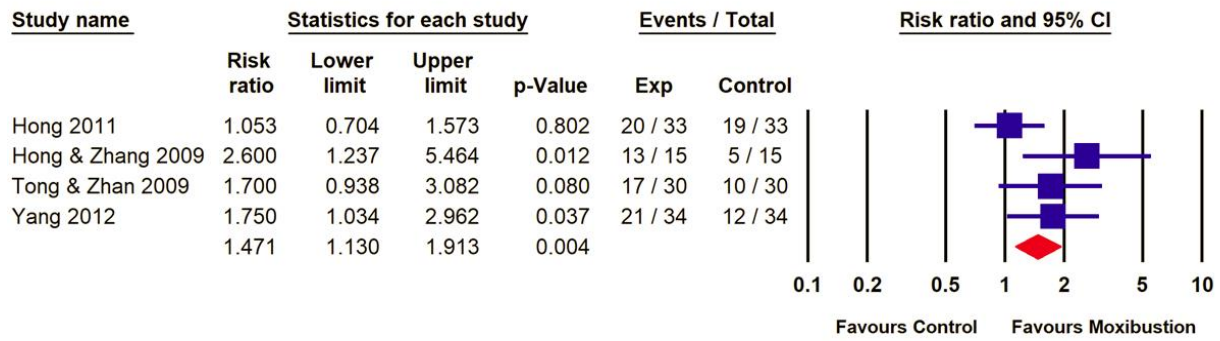 Study name Statistics for each study Events / Total Risk ratio and 95% CI
Risk ratio Lower limit Upper limit p-Value Exp Control
Hong 2011 1.053 0.704 1.573 0.802 20 / 33 19 / 33
Hong & Zhang 2009 2.600 1.237 5.464 0.012 13 / 15 5 / 15
Tong & Zhan 2009 1.700 0.938 3.082 0.080 17 / 30 10 / 30
Yang 2012 1.750 1.034 2.962 0.037 21 / 34 12 / 34
1.471 1.130 1.913 0.004
0.1 0.2 0.5 1 2 5 10
Favours Control Favours Moxibustion